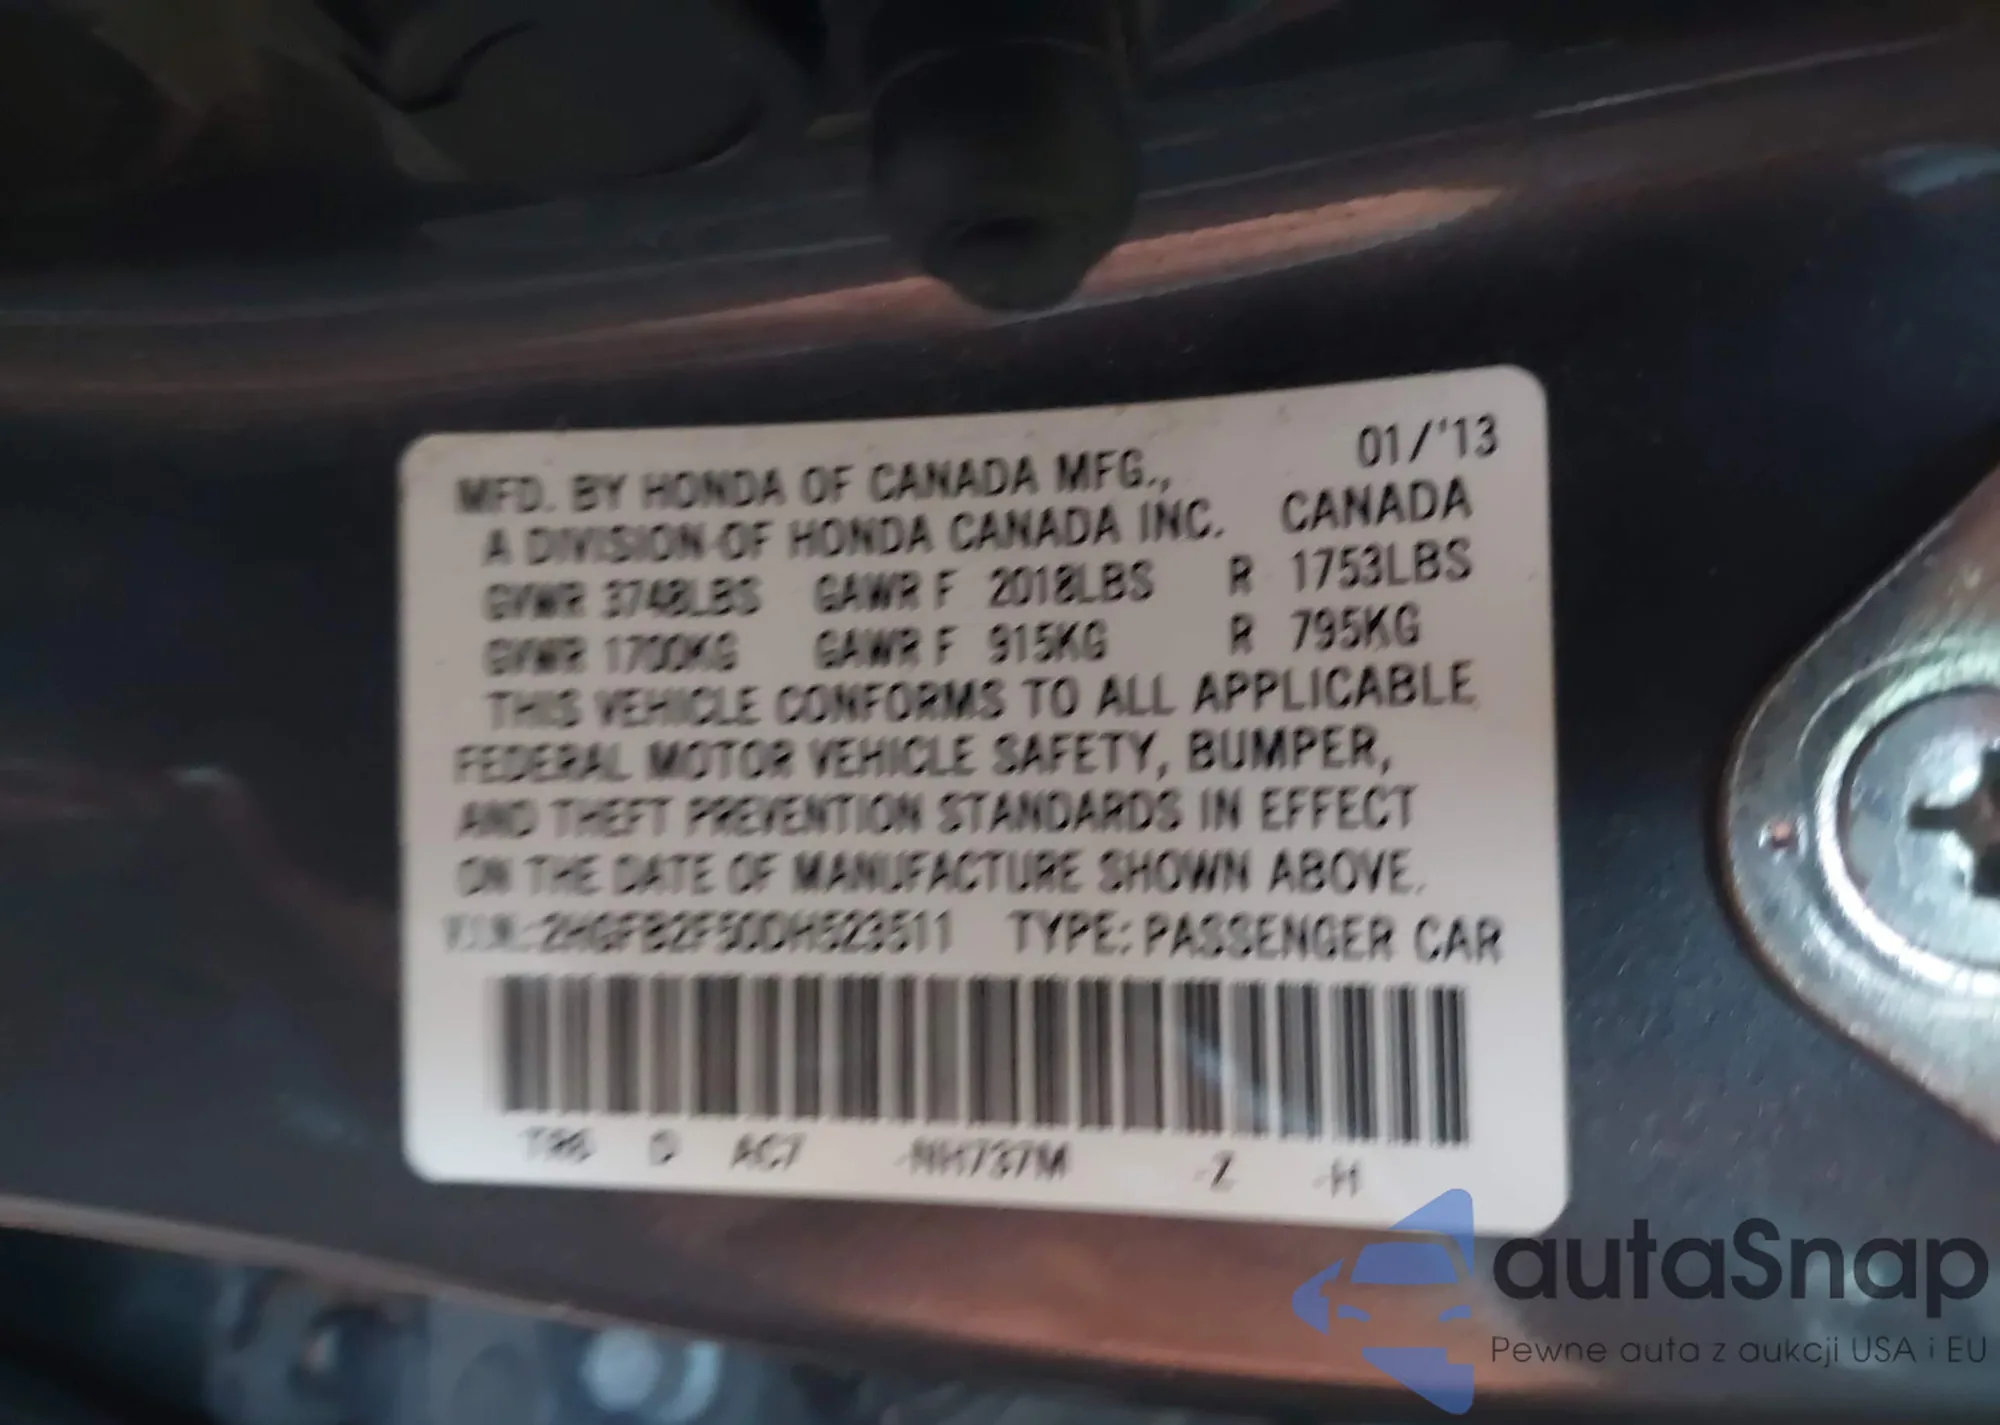 01/'13
MFD. BY HONDA OF CANADA MFG.,
A DIVISION OF HONDA CANADA INC. CANADA
GVWR 3748LBS GAWR F 2018LBS R 1753LBS
GVWR 1700KG GAWR F 915KG R 795KG
THIS VEHICLE CONFORMS TO ALL APPLICABLE
FEDERAL MOTOR VEHICLE SAFETY, BUMPER,
AND THEFT PREVENTION STANDARDS IN EFFECT
ON THE DATE OF MANUFACTURE SHOWN ABOVE.
V.I.N.:2HGFB2F50DH523511 TYPE: PASSENGER CAR
TR6 D AC7 -NH737M -Z -H
autaSnap
Pewne auta z aukcji USA i EU